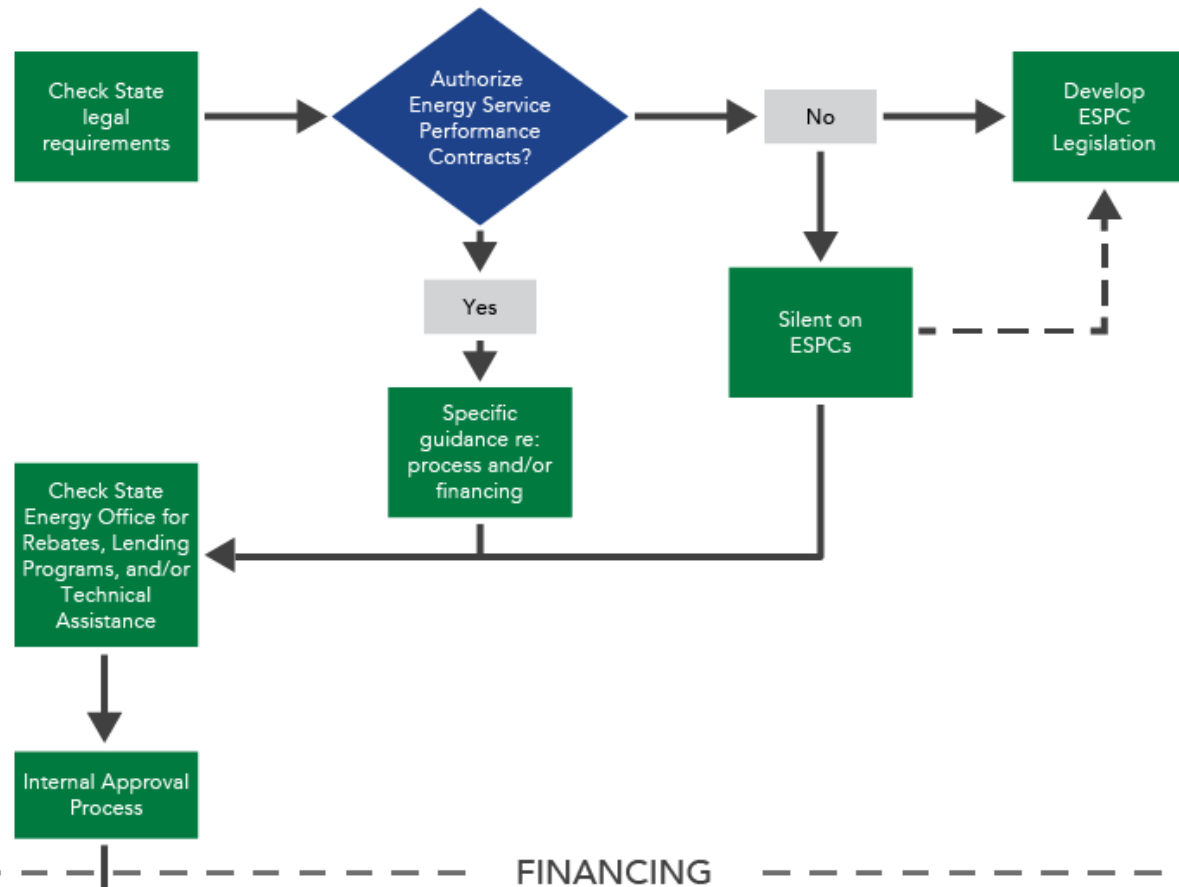 Check State
legal
requirements
Authorize
Energy Service
Performance
Contracts?
No
Develop
ESPC
Legislation
Yes
Silent on
ESPCs
Specific
guidance re:
process and/or
financing
Check State
Energy Office for
Rebates, Lending
Programs, and/or
Technical
Assistance
Internal Approval
Process
FINANCING